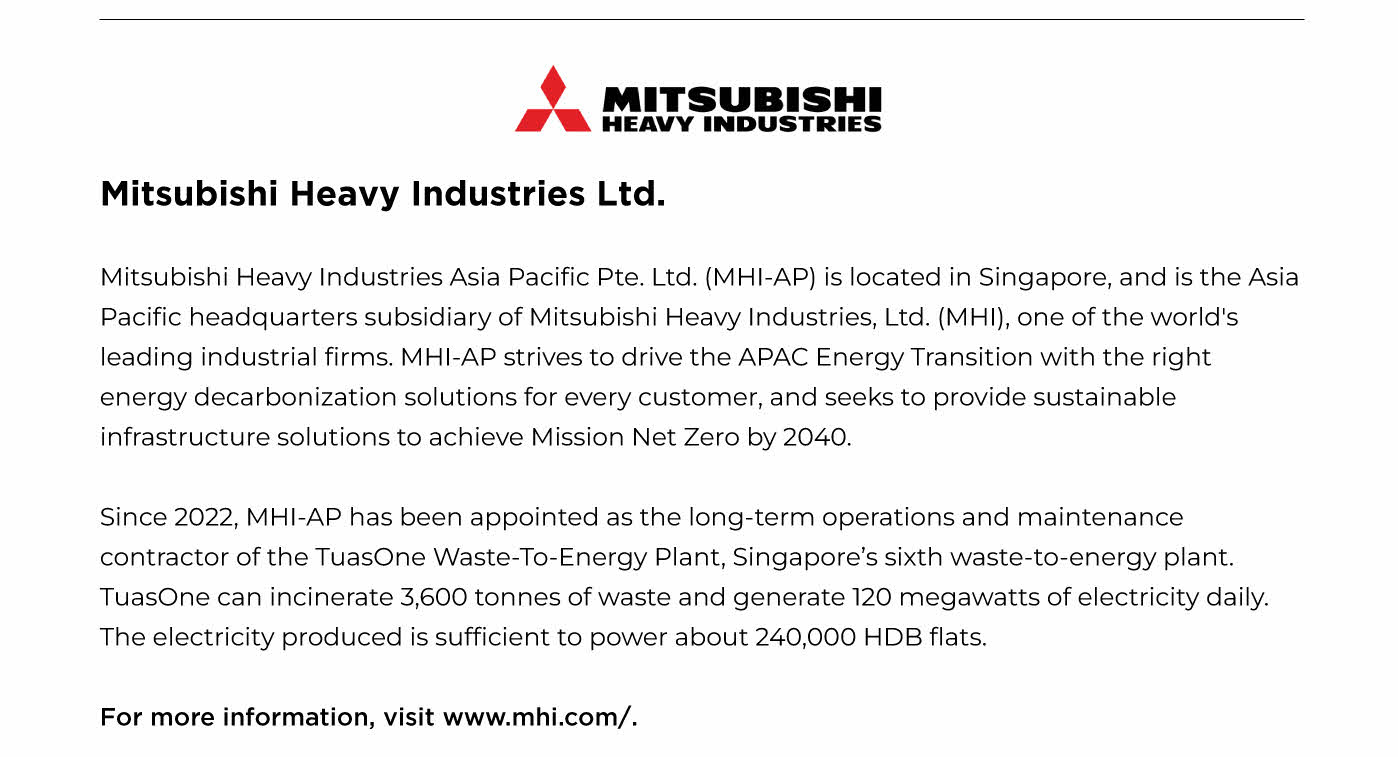 MITSUBISHI
HEAVY INDUSTRIES
Mitsubishi Heavy Industries Ltd.
Mitsubishi Heavy Industries Asia Pacific Pte. Ltd. (MHI-AP) is located in Singapore, and is the Asia
Pacific headquarters subsidiary of Mitsubishi Heavy Industries, Ltd. (MHI), one of the world's
leading industrial firms. MHI-AP strives to drive the APAC Energy Transition with the right
energy decarbonization solutions for every customer, and seeks to provide sustainable
infrastructure solutions to achieve Mission Net Zero by 2040.
Since 2022, MHI-AP has been appointed as the long-term operations and maintenance
contractor of the TuasOne Waste-To-Energy Plant, Singapore’s sixth waste-to-energy plant.
TuasOne can incinerate 3,600 tonnes of waste and generate 120 megawatts of electricity daily.
The electricity produced is sufficient to power about 240,000 HDB flats.
For more information, visit www.mhi.com/.